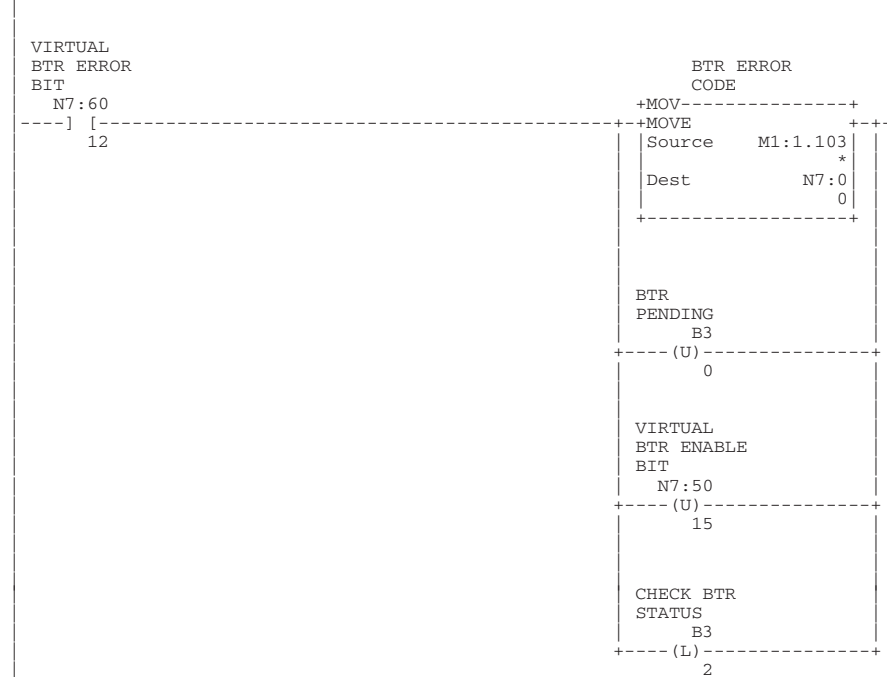 VIRTUAL
BTR ERROR
BIT
N7:60
] [
12
BTR ERROR
CODE
+MOV---------------+
MOVE
Source M1:1.103
*
Dest N7:0
0
BTR
PENDING
B3
(U)
0
VIRTUAL
BTR ENABLE
BIT
N7:50
(U)
15
CHECK BTR
STATUS
B3
(L)
2